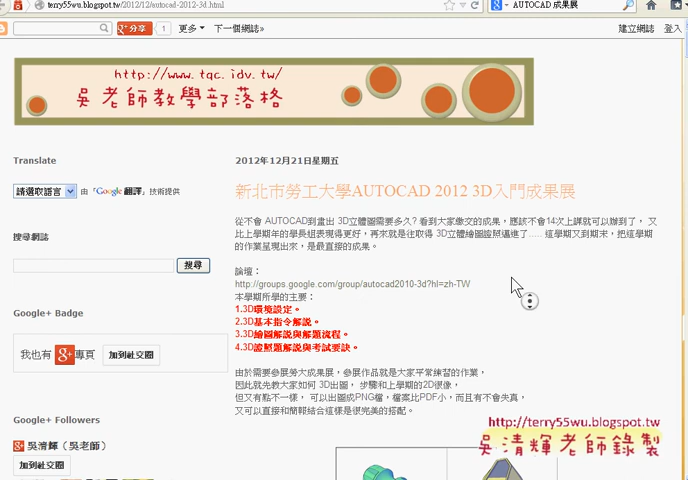 terry55wu.blogspot.tw/2012/12/autocad-2012-3d.html
AUTOCAD 成果展
分享
1
更多
下一個網誌»
建立網誌
登入
http://www.tqc.idv.tw/
吳老師教學部落格
Translate
請選取語言
由「Google 翻譯」技術提供
搜尋網誌
搜尋
Google+ Badge
我也有
專頁
加到社交圈
Google+ Followers
吳清輝（吳老師）
加到社交圈
2012年12月21日星期五
新北市勞工大學AUTOCAD 2012 3D入門成果展
從不會 AUTOCAD到畫出 3D立體圖需要多久? 看到大家繳交的成果，應該不會14次上課就可以辦到了， 又
比上學期年的學長姐表現得更好，再來就是往取得 3D立體繪圖證照邁進了..... 這學期又到期末，把這學期
的作業呈現出來，是最直接的成果。
論壇：
http://groups.google.com/group/autocad2010-3d?hl=zh-TW
本學期所學的主要：
1.3D環境設定。
2.3D基本指令解說。
3.3D繪圖解說與解題流程。
4.3D證照題解說與考試要訣。
由於需要參展勞大成果展，參展作品就是大家平常練習的作業，
因此就先教大家如何 3D出圖， 步驟和上學期的2D很像，
但又有點不一樣， 可以出圖成PNG檔，檔案比PDF小，而且有不會失真，
又可以直接和簡報結合這樣是很完美的搭配。
http://terry55wu.blogspot.tw
吳清輝老師錄製